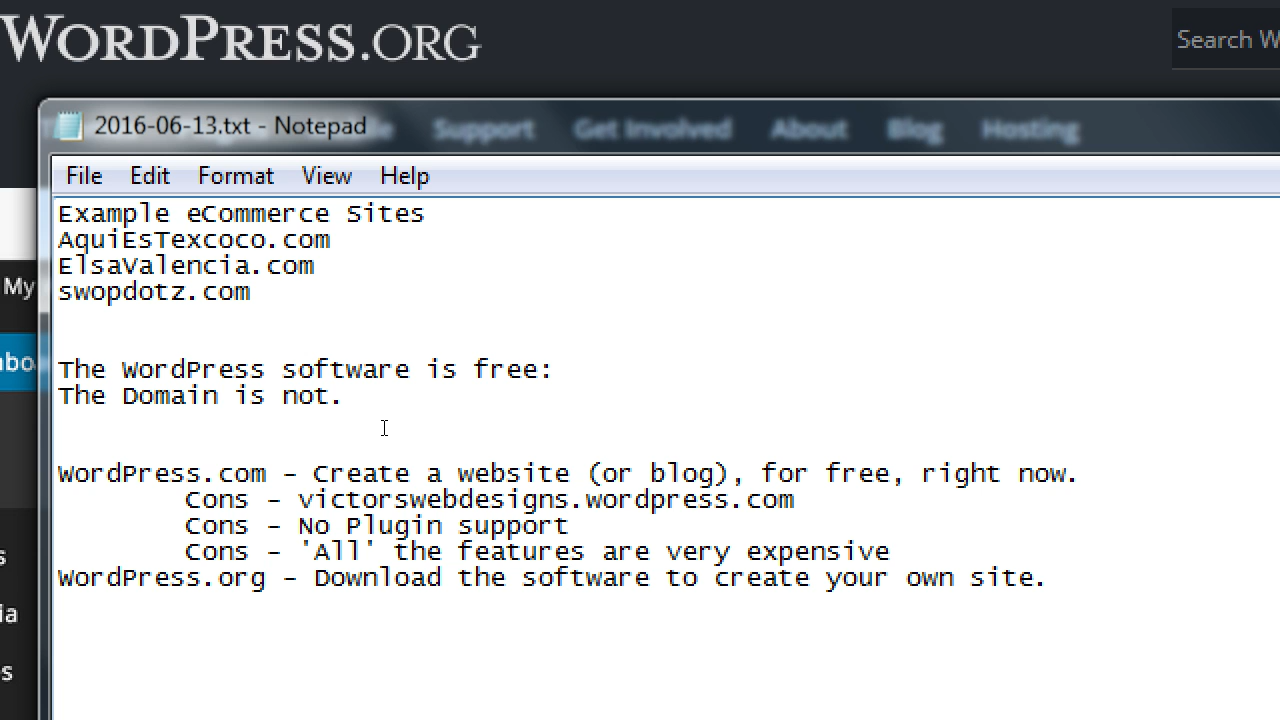 WORDPRESS.ORG
Search W
2016-06-13.txt - Notepad
Support Get Involved About Blog Hosting
File Edit Format View Help
Example eCommerce Sites
AquiEsTexcoco.com
ElsaValencia.com
swopdotz.com
My
The WordPress software is free:
The Domain is not.
WordPress.com - Create a website (or blog), for free, right now.
Cons - victorswebdesigns.wordpress.com
Cons - No Plugin support
Cons - 'All' the features are very expensive
WordPress.org - Download the software to create your own site.